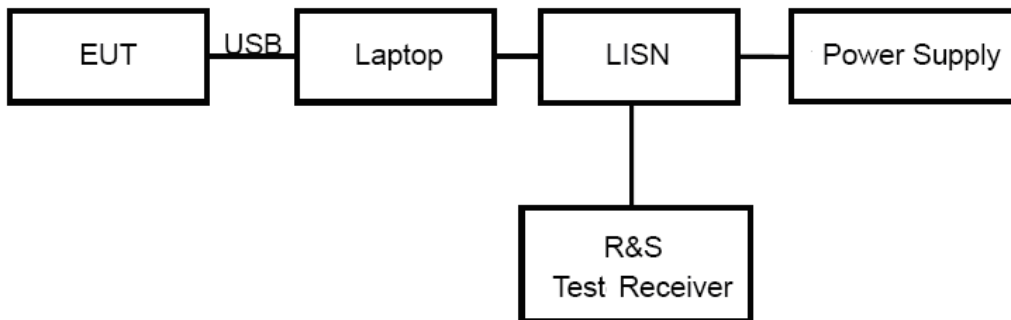 EUT
USB
Laptop
LISN
Power Supply
R&S
Test Receiver